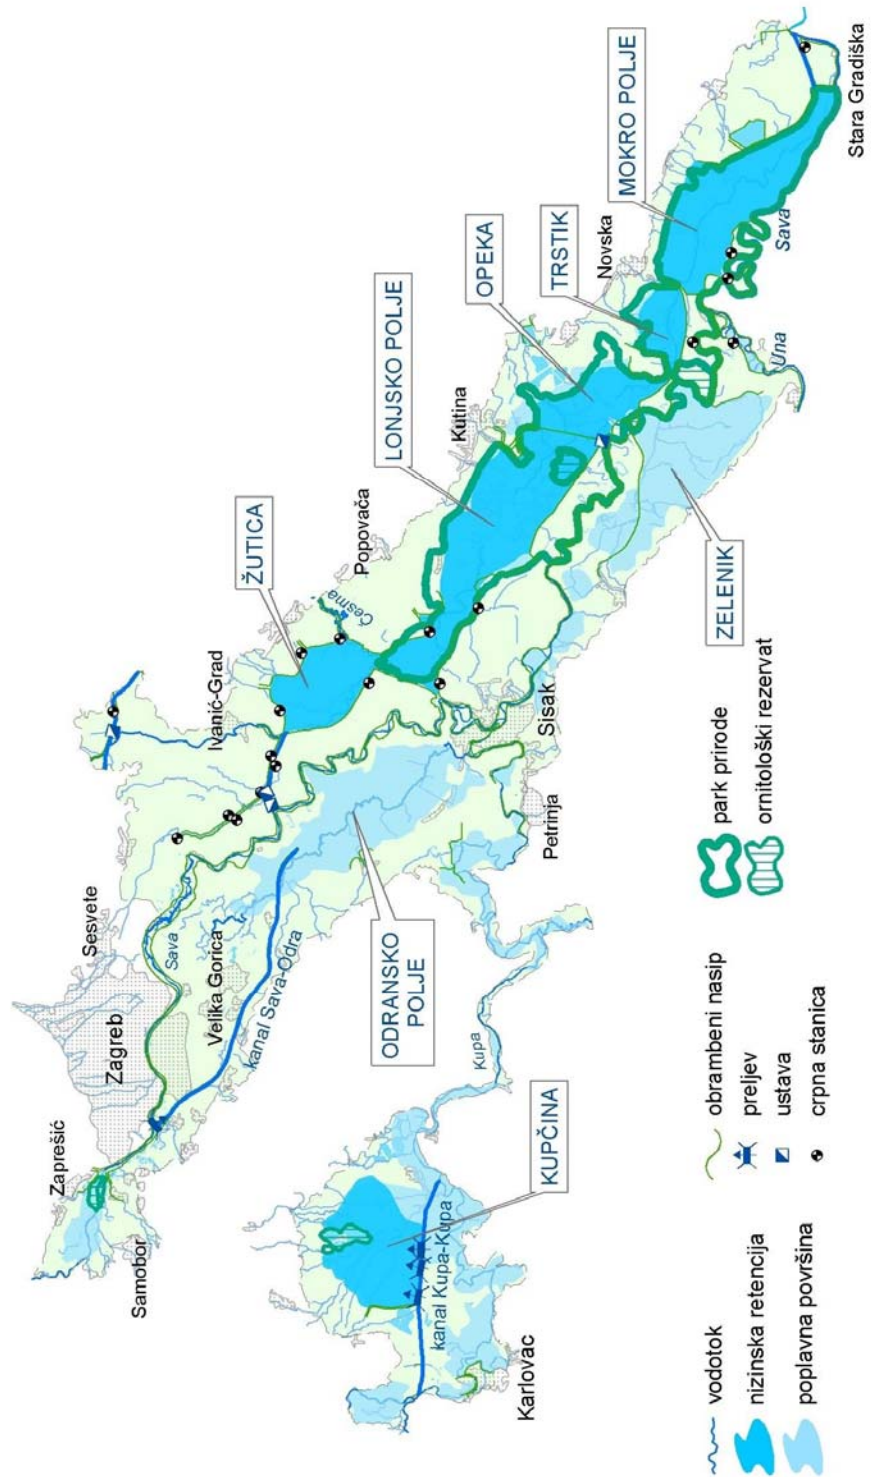 Zaprešić
Samobor
Zagreb
Sesvete
Sava
Velika Gorica
kanal Sava-Odra
Ivanić-Grad
ŽUTICA
Česma
Popovača
LONJSKO POLJE
Kutina
OPEKA
TRSTIK
Novska
MOKRO POLJE
Sava
Una
Stara Gradiška
ZELENIK
Sisak
Petrinja
ODRANSKO
POLJE
Kupa
KUPČINA
kanal Kupa-Kupa
Karlovac
vodotok
nizinska retencija
poplavna površina
obrambeni nasip
preljev
ustava
crpna stanica
park prirode
ornitološki rezervat